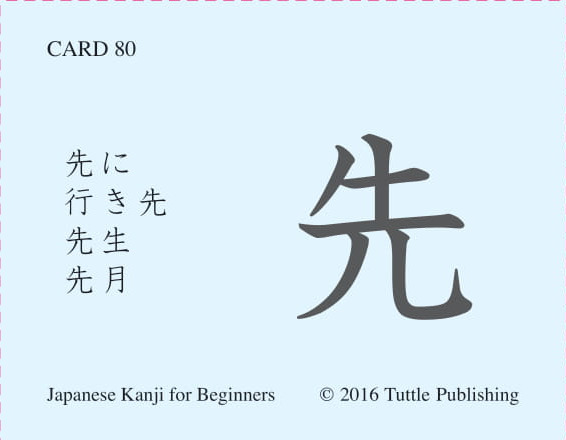 CARD 80
先に
行き先
先生
先月
先
Japanese Kanji for Beginners © 2016 Tuttle Publishing